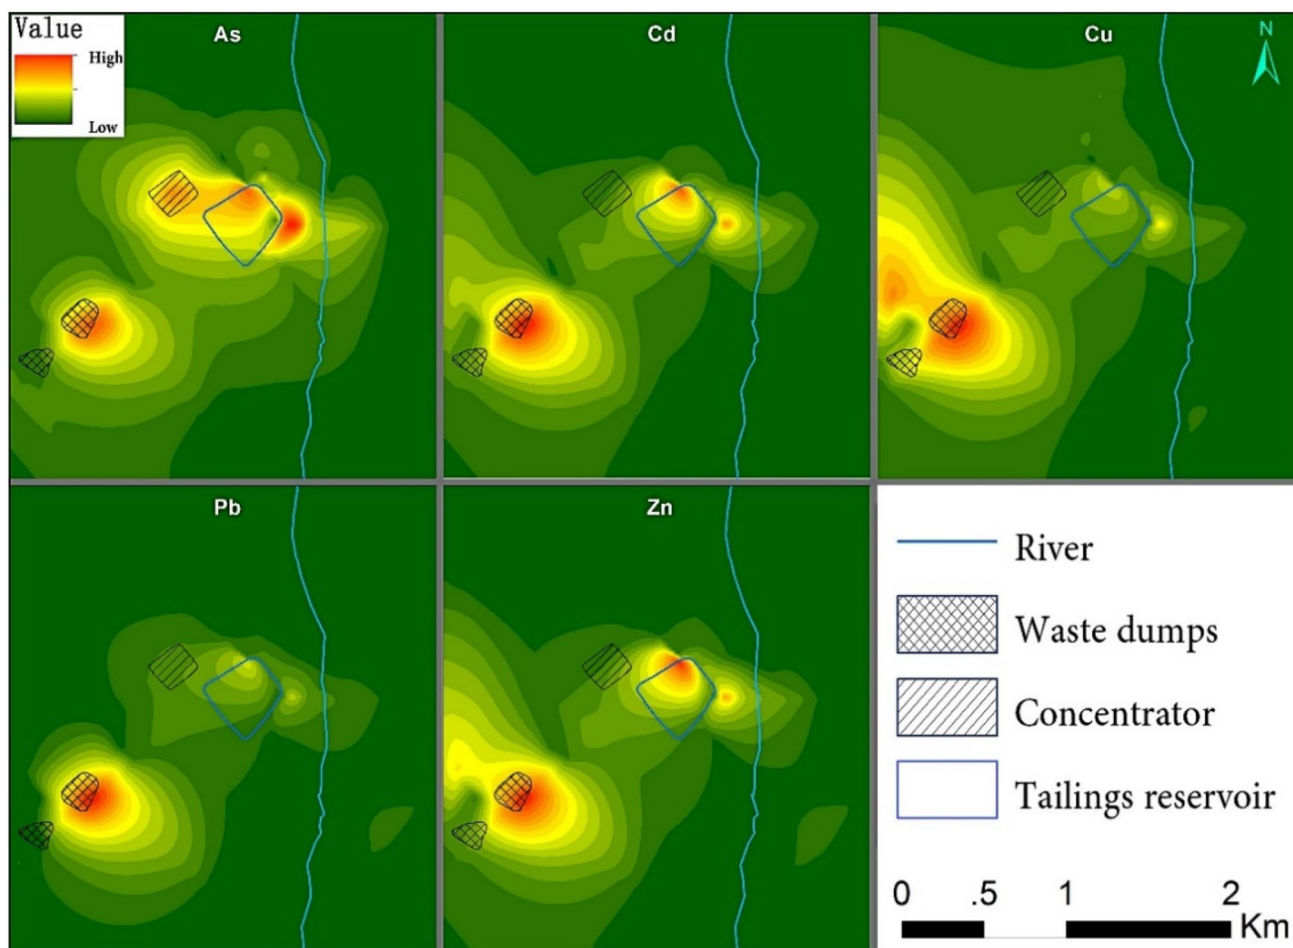 Value
High
Low
As
Cd
Cu
N
Pb
Zn
River
Waste dumps
Concentrator
Tailings reservoir
0 .5 1 2
Km